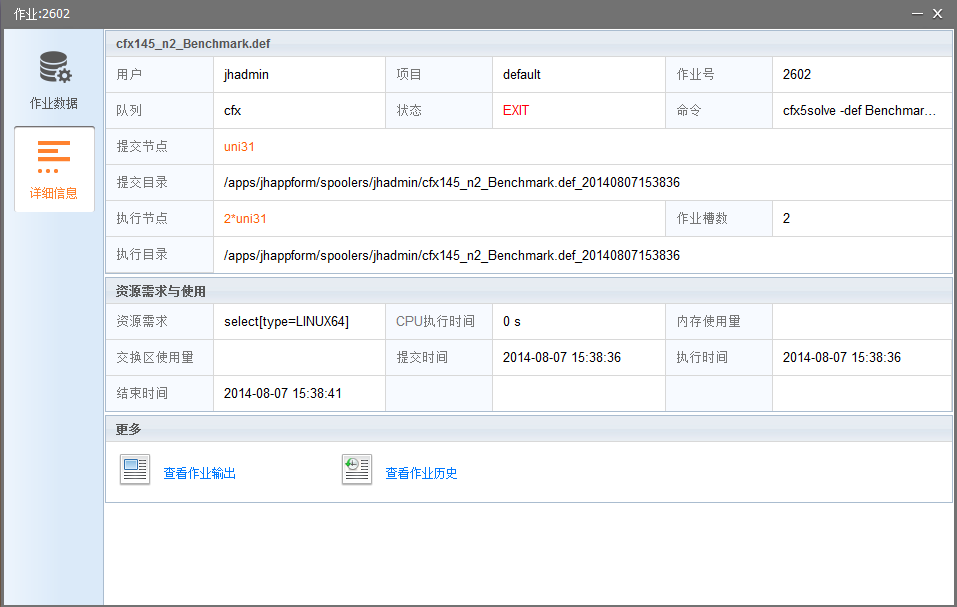 作业:2602
作业数据
详细信息
cfx145_n2_Benchmark.def
用户 jhadmin 项目 default 作业号 2602
队列 cfx 状态 EXIT 命令 cfx5solve -def Benchmar...
提交节点 uni31
提交目录 /apps/jhappform/spoolers/jhadmin/cfx145_n2_Benchmark.def_20140807153836
执行节点 2*uni31 作业槽数 2
执行目录 /apps/jhappform/spoolers/jhadmin/cfx145_n2_Benchmark.def_20140807153836
资源需求与使用
资源需求 select[type=LINUX64] CPU执行时间 0 s 内存使用量
交换区使用量 提交时间 2014-08-07 15:38:36 执行时间 2014-08-07 15:38:36
结束时间 2014-08-07 15:38:41
更多
查看作业输出 查看作业历史